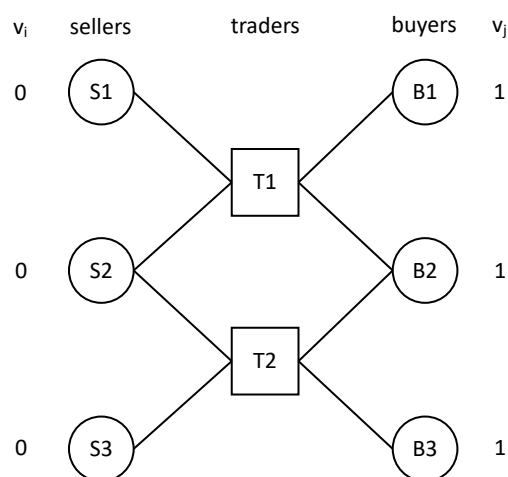 vᵢ sellers traders buyers vⱼ
0 S1 B1 1
T1
0 S2 B2 1
T2
0 S3 B3 1